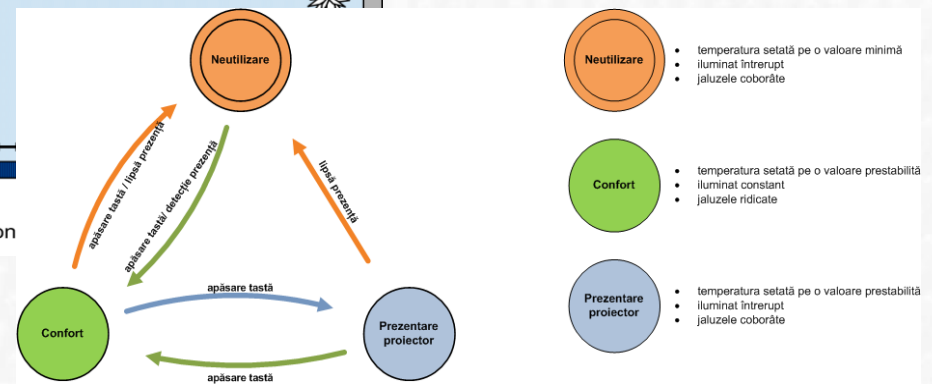 Neutilizare
apăsare tastă / lipsă prezență
apăsare tastă/ detecție prezență
lipsă prezență
apăsare tastă
Confort
Prezentare
proiector
apăsare tastă
on
Neutilizare
• temperatura setată pe o valoare minimă
• iluminat întrerupt
• jaluzele coborâte
Confort
• temperatura setată pe o valoare prestabilită
• iluminat constant
• jaluzele ridicate
Prezentare
proiector
• temperatura setată pe o valoare prestabilită
• iluminat întrerupt
• jaluzele coborâte